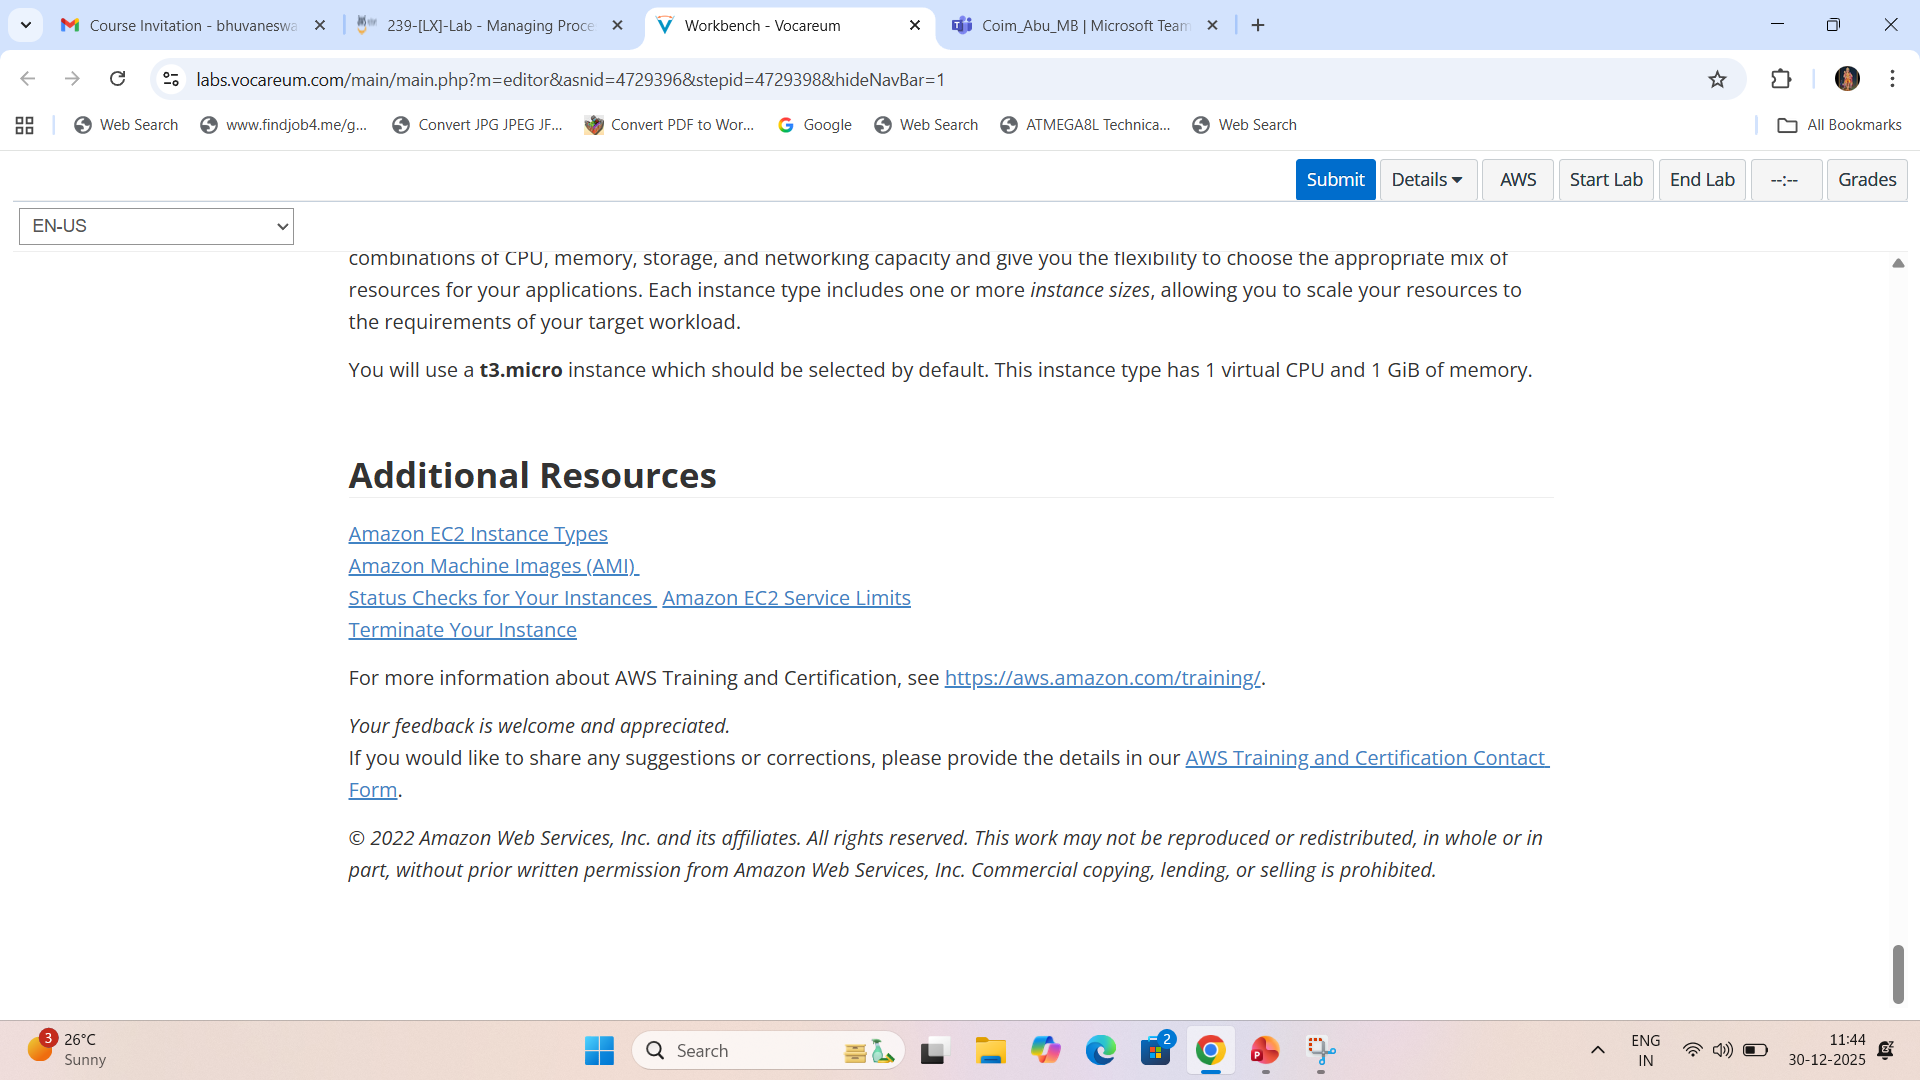 Course Invitation - bhuvaneswa
239-[LX]-Lab - Managing Proce
Workbench - Vocareum
Coim_Abu_MB | Microsoft Team
labs.vocareum.com/main/main.php?m=editor&asnid=4729396&stepid=4729398&hideNavBar=1
Web Search
www.findjob4.me/g...
Convert JPG JPEG JF...
Convert PDF to Wor...
Google
Web Search
ATMEGA8L Technica...
Web Search
All Bookmarks
Submit
Details
AWS
Start Lab
End Lab
--:--
Grades
EN-US
combinations of CPU, memory, storage, and networking capacity and give you the flexibility to choose the appropriate mix of
resources for your applications. Each instance type includes one or more instance sizes, allowing you to scale your resources to
the requirements of your target workload.
You will use a t3.micro instance which should be selected by default. This instance type has 1 virtual CPU and 1 GiB of memory.
Additional Resources
Amazon EC2 Instance Types
Amazon Machine Images (AMI)
Status Checks for Your Instances Amazon EC2 Service Limits
Terminate Your Instance
For more information about AWS Training and Certification, see https://aws.amazon.com/training/.
Your feedback is welcome and appreciated.
If you would like to share any suggestions or corrections, please provide the details in our AWS Training and Certification Contact
Form.
© 2022 Amazon Web Services, Inc. and its affiliates. All rights reserved. This work may not be reproduced or redistributed, in whole or in
part, without prior written permission from Amazon Web Services, Inc. Commercial copying, lending, or selling is prohibited.
3
26°C
Sunny
Search
2
ENG
IN
11:44
30-12-2025